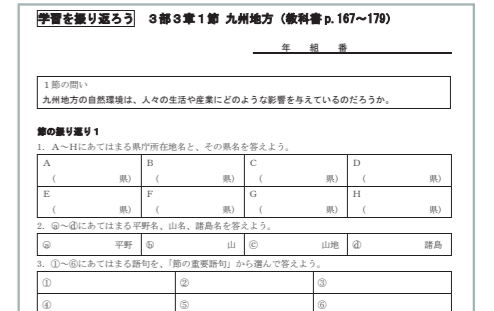 学習を振り返ろう 3部3章1節 九州地方（教科書p.167～179）
年 組 番
1節の問い
九州地方の自然環境は、人々の生活や産業にどのような影響を与えているのだろうか。
節の振り返り1
1. A～Hにあてはまる県庁所在地名と、その県名を答えよう。
A B C D
( 県) ( 県) ( 県) ( 県)
E F G H
( 県) ( 県) ( 県) ( 県)
2. ⓐ～ⓓにあてはまる平野名、山名、諸島名を答えよう。
ⓐ 平野 ⓑ 山 ⓒ 山地 ⓓ 諸島
3. ①～⑥にあてはまる語句を、「節の重要語句」から選んで答えよう。
① ② ③
④ ⑤ ⑥